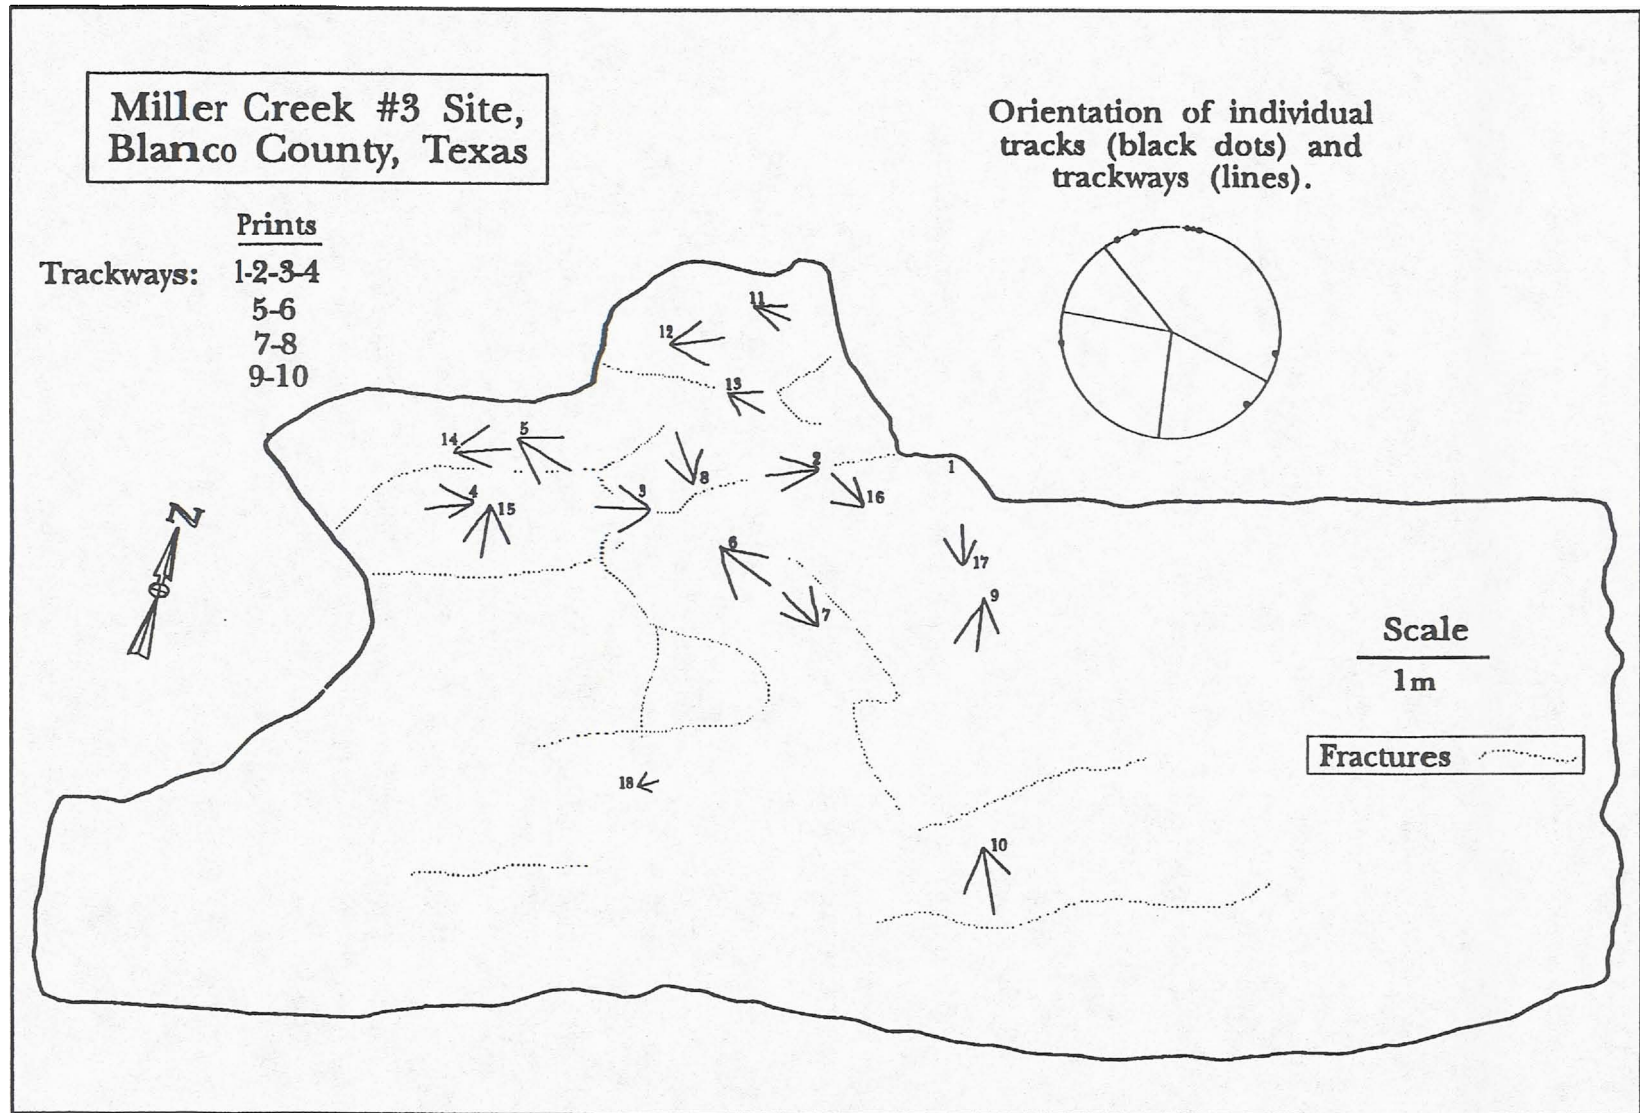 Miller Creek #3 Site,
Blanco County, Texas
Orientation of individual
tracks (black dots) and
trackways (lines).
Prints
Trackways: 1-2-3-4
5-6
7-8
9-10
11
12
13
14
5
8
2
1
4
15
3
16
6
17
7
9
N
Scale
1m
Fractures
18
10